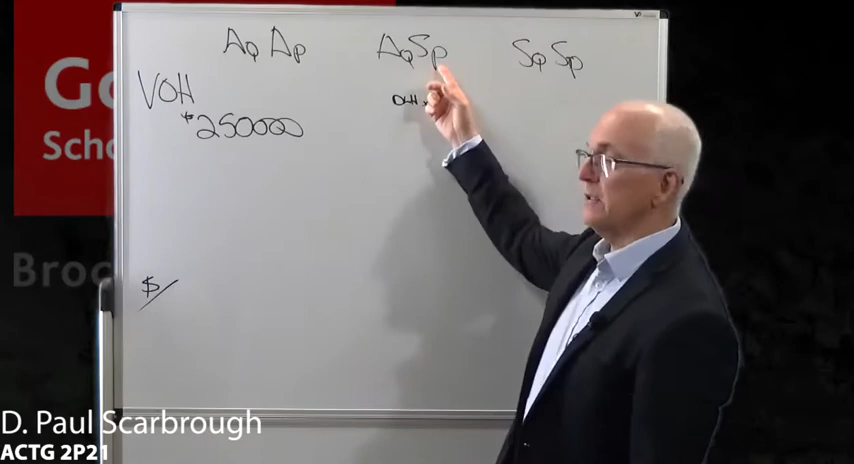 Go
Scho
Broc
AQ AP AQ SP SQ SP
VOH
$250000
$/
D. Paul Scarbrough
ACTG 2P21